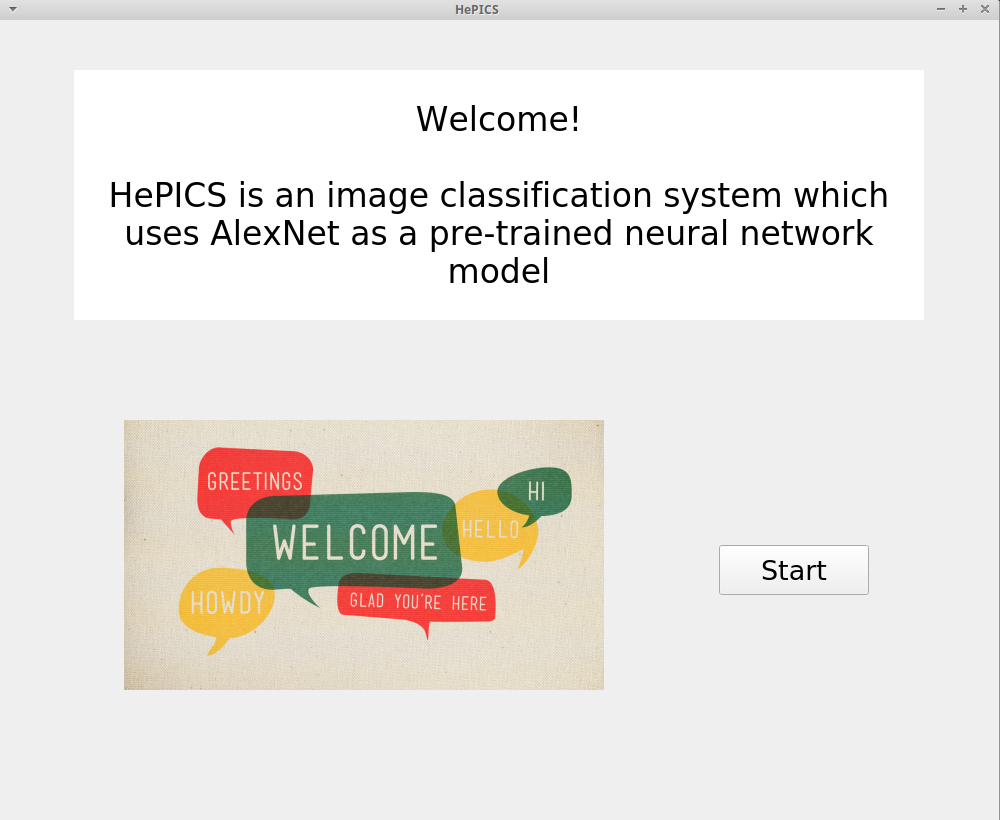 HePICS
Welcome!
HePICS is an image classification system which
uses AlexNet as a pre-trained neural network
model
GREETINGS
HI
WELCOME
HELLO
HOWDY
GLAD YOU'RE HERE
Start